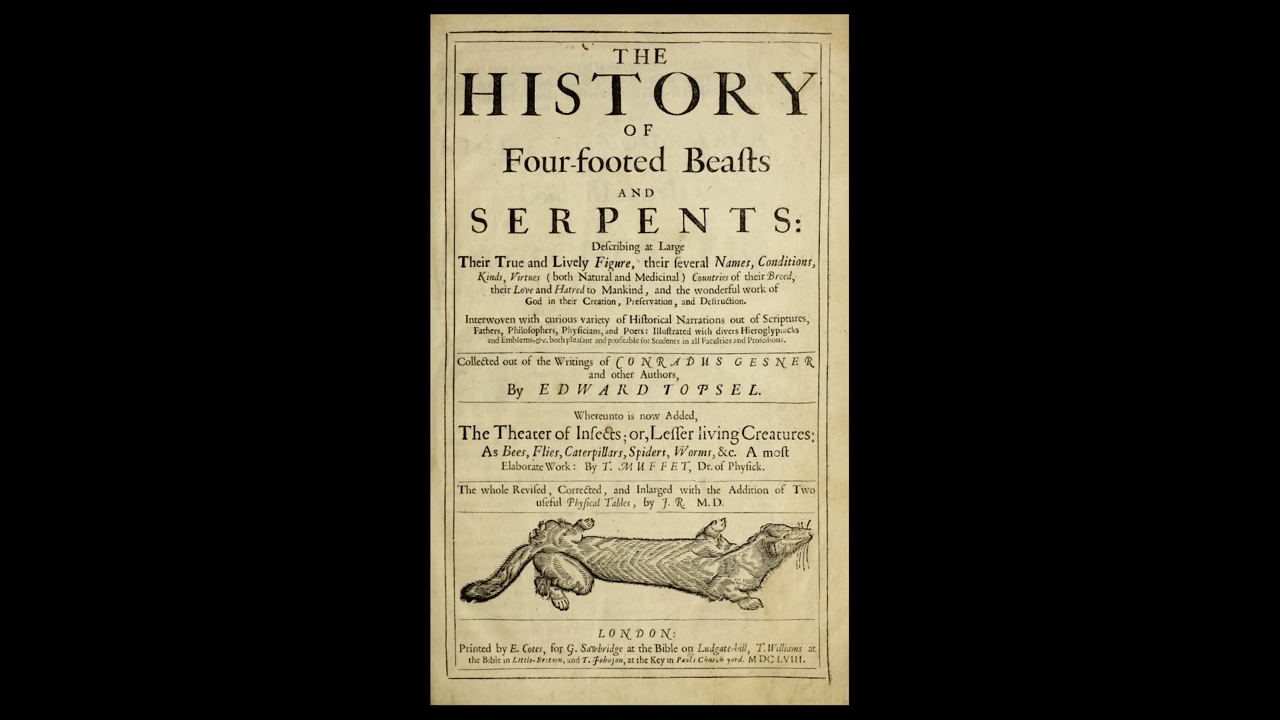 THE
HISTORY
OF
Four-footed Beaſts
AND
SERPENTS:
Deſcribing at Large
Their True and Lively Figure, their ſeveral Names, Conditions,
Kinds, Virtues (both Natural and Medicinal) Countries of their Breed,
their Love and Hatred to Mankind, and the wonderful work of
God in their Creation, Preſervation, and Deſtruction.
Interwoven with curious variety of Hiſtorical Narrations out of Scriptures,
Fathers, Philoſophers, Phyſicians, and Poets: Illuſtrated with divers Hieroglyphicks
and Emblems, &c. both pleaſant and profitable for Students in all Faculties and Profeſſions.
Collected out of the Writings of CONRADUS GESNER
and other Authors,
By EDWARD TOPSEL.
Whereunto is now Added,
The Theater of Inſects; or, Leſſer living Creatures:
As Bees, Flies, Caterpillars, Spiders, Worms, &c. A moſt
Elaborate Work: By T. MUFFET, Dr. of Phyſick.
The whole Reviſed, Corrected, and Inlarged with the Addition of Two
uſeful Phyſical Tables, by J. R. M. D.
LONDON:
Printed by E. Cotes, for G. Sawbridge at the Bible on Ludgate-hill, T. Williams at
the Bible in Little-Britain, and T. Johnſon, at the Key in Pauls Church yard. M DC LVIII.